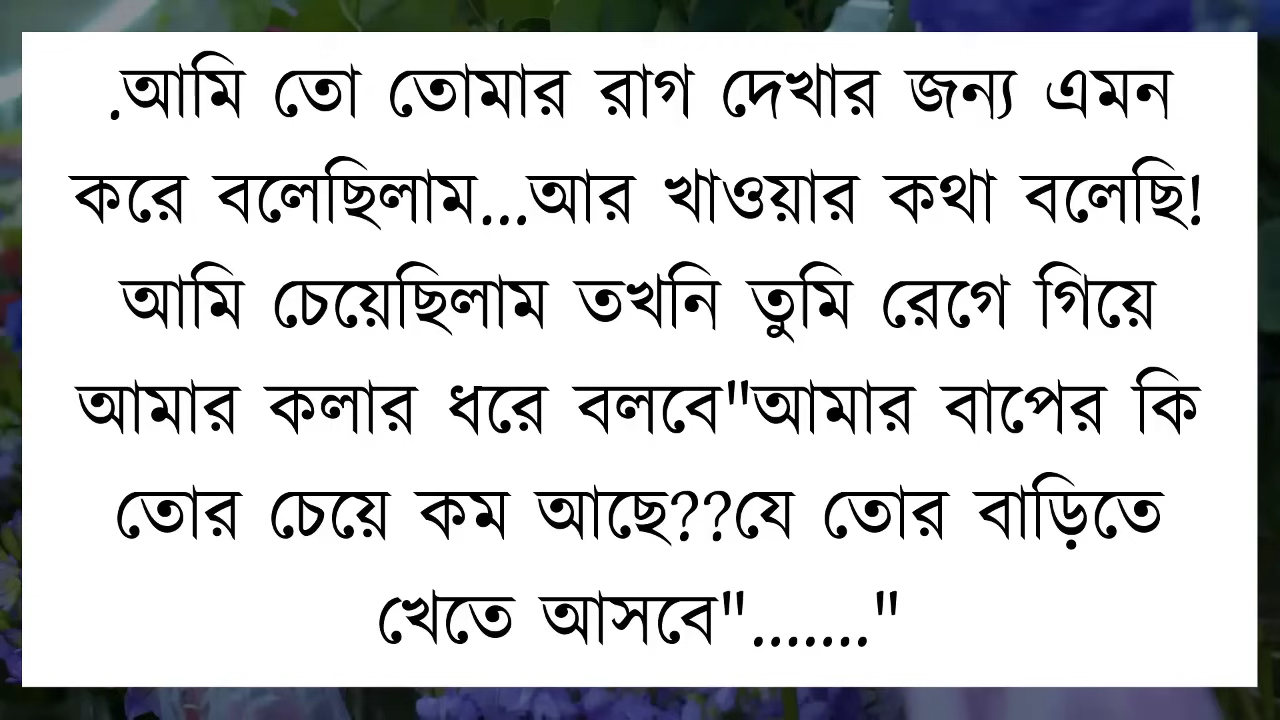 .আমি তো তোমার রাগ দেখার জন্য এমন
করে বলেছিলাম...আর খাওয়ার কথা বলেছি!
আমি চেয়েছিলাম তখনি তুমি রেগে গিয়ে
আমার কলার ধরে বলবে"আমার বাপের কি
তোর চেয়ে কম আছে??যে তোর বাড়িতে
খেতে আসবে"......."